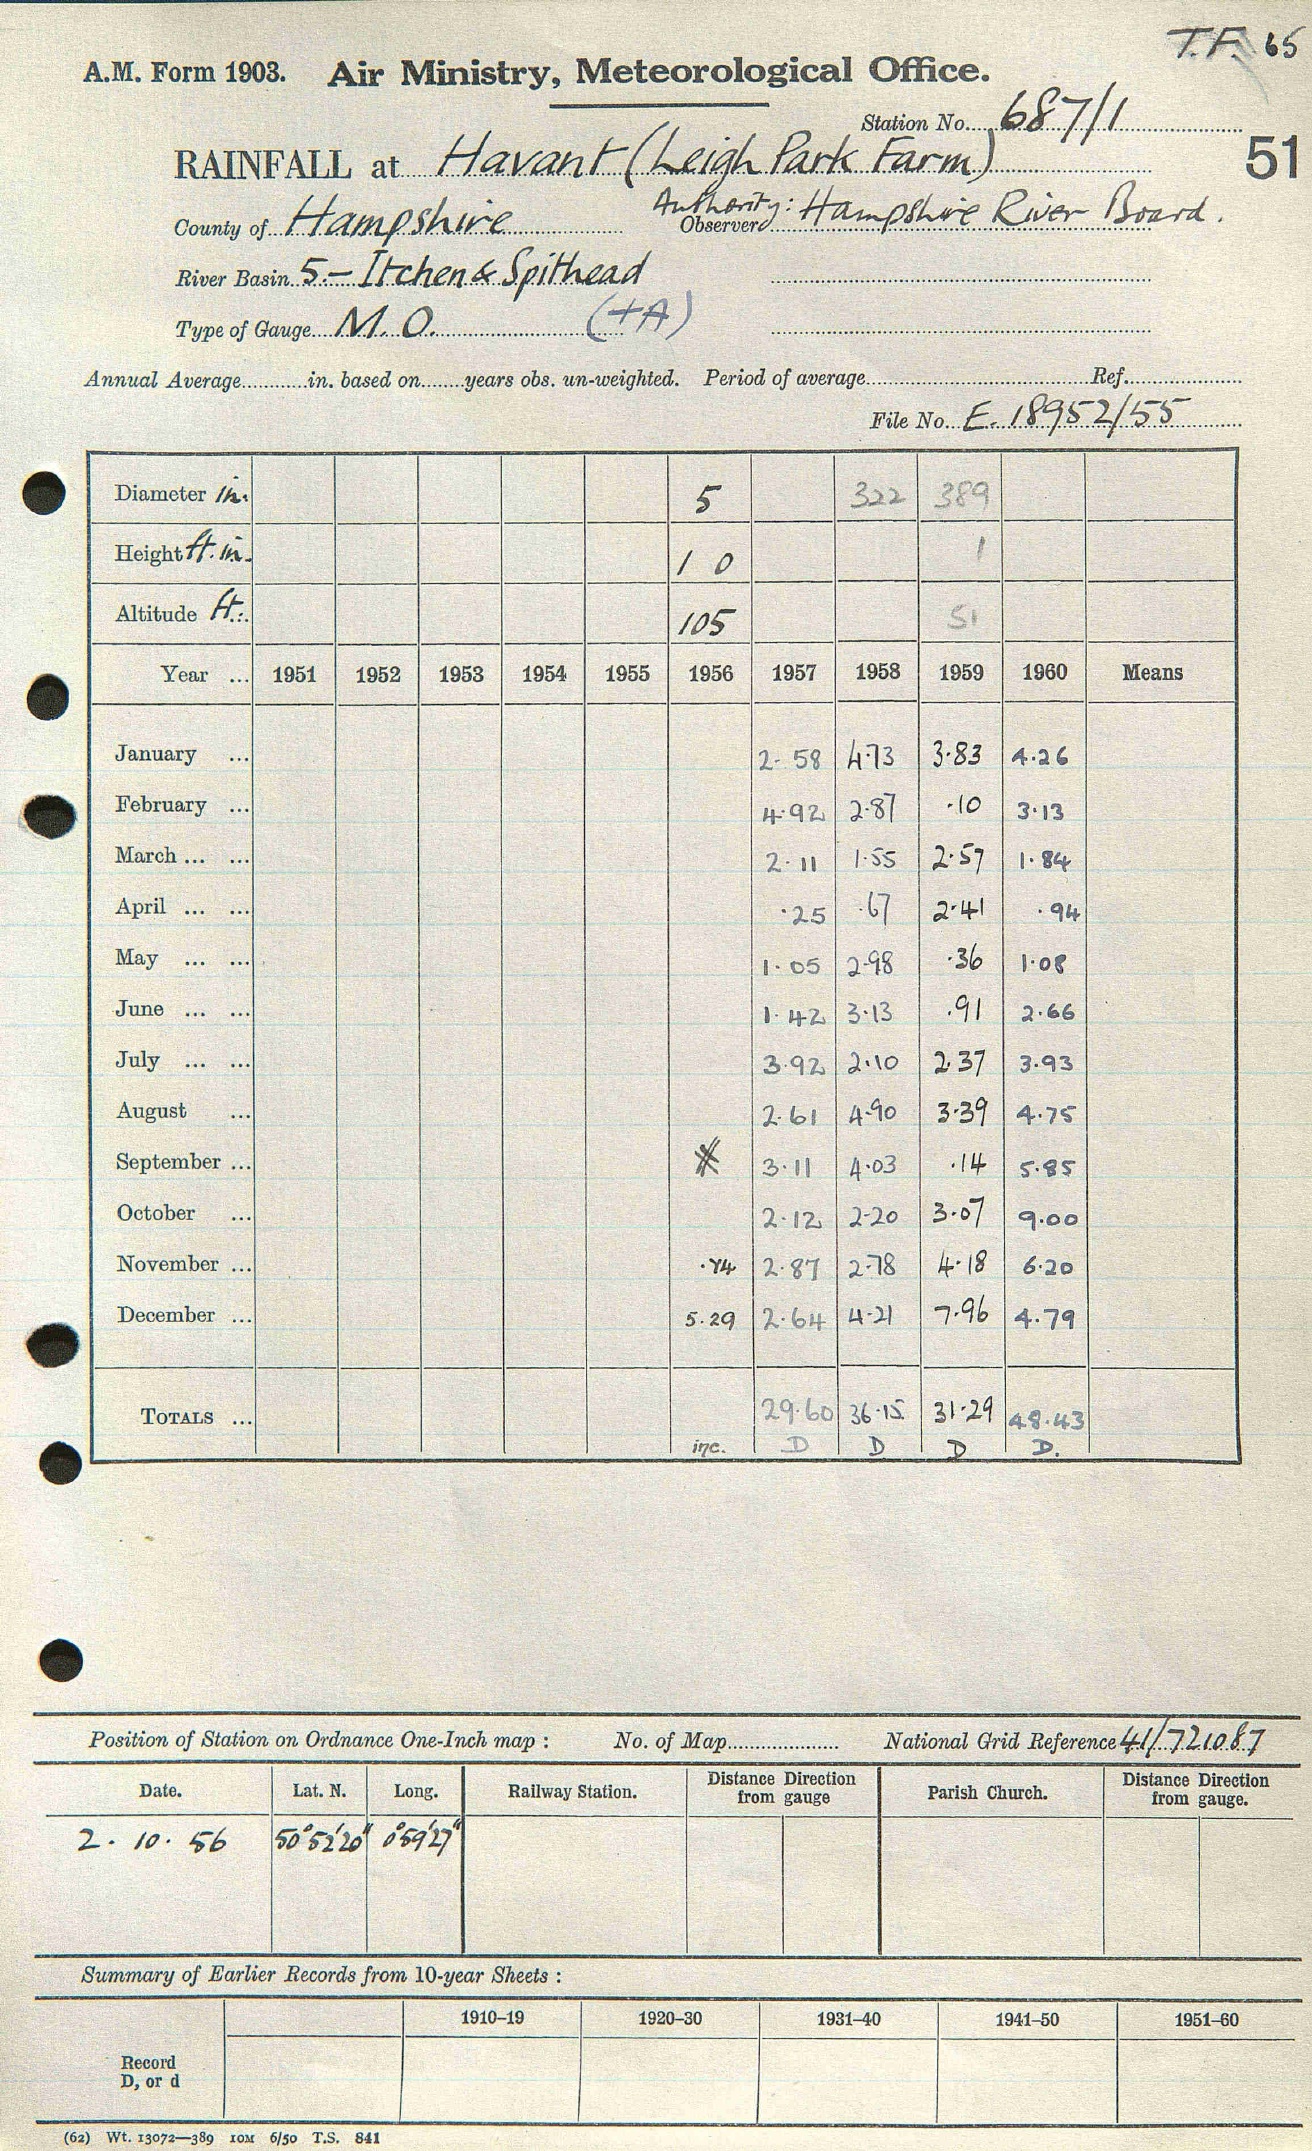 T.F. 65
A.M. Form 1903. Air Ministry, Meteorological Office.
Station No. 687/1
RAINFALL at Havant (Leigh Park Farm) 51
County of Hampshire Authority: Observer Hampshire River Board.
River Basin 5.– Itchen & Spithead
Type of Gauge M.O. (+A)
Annual Average in. based on years obs. un-weighted. Period of average Ref.
File No. E. 18952/55
Diameter in. 5 322 389
Height ft. in. 1 0 1
Altitude ft. 105 51
Year ... 1951 1952 1953 1954 1955 1956 1957 1958 1959 1960 Means
January ... 2.58 4.73 3.83 4.26
February ... 4.92 2.87 .10 3.13
March ... ... 2.11 1.55 2.57 1.84
April ... ... .25 .67 2.41 .94
May ... ... 1.05 2.98 .36 1.08
June ... ... 1.42 3.13 .91 2.66
July ... ... 3.92 2.10 2.37 3.93
August ... 2.61 4.90 3.39 4.75
September ... 3.11 4.03 .14 5.85
October ... 2.12 2.20 3.07 9.00
November ... 2.87 2.78 4.18 6.20
December ... 5.29 2.64 4.21 7.96 4.79
TOTALS ... 29.60 36.15 31.29 48.43
inc. D D D D.
Position of Station on Ordnance One-Inch map : No. of Map National Grid Reference 41/721087
Date. Lat. N. Long. Railway Station. Distance Direction from gauge Parish Church. Distance Direction from gauge.
2. 10. 56 50°52'20" 0°59'27"
Summary of Earlier Records from 10-year Sheets :
1910–19 1920–30 1931–40 1941–50 1951–60
Record
D, or d
(62) Wt. 13072—389 10M 6/50 T.S. 841